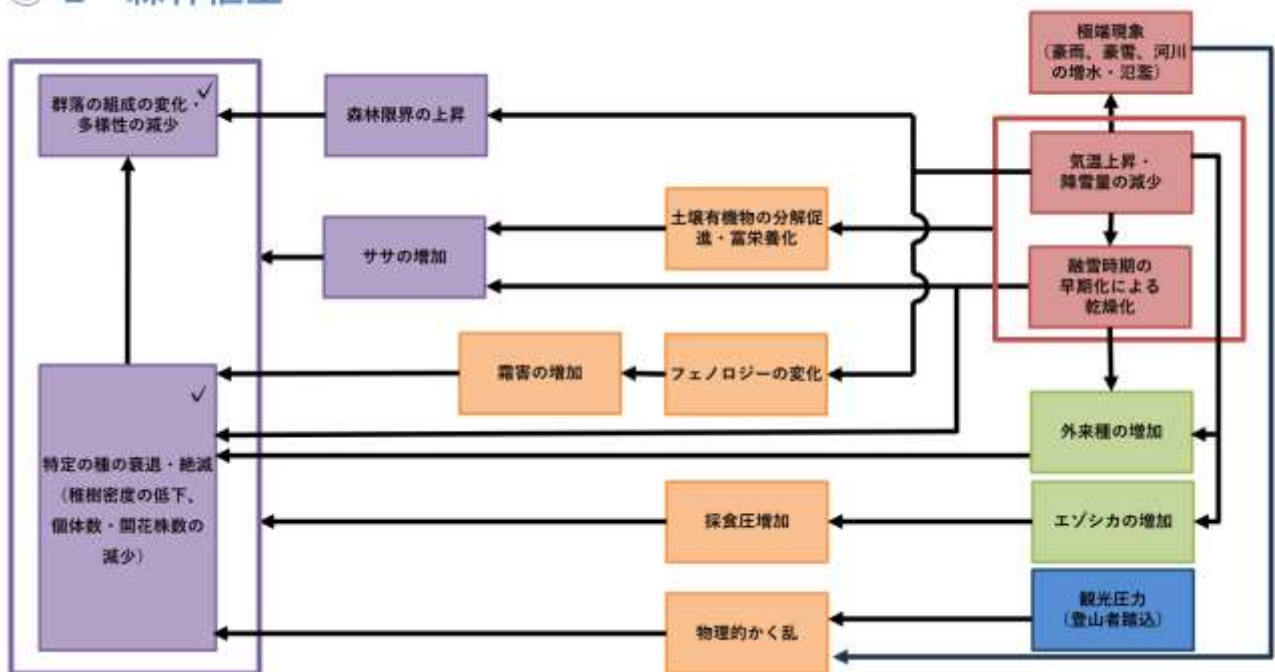 極端現象
（豪雨、豪雪、河川
の増水・氾濫）
群落の組成の変化・
多様性の減少
森林限界の上昇
気温上昇・
降雪量の減少
土壌有機物の分解促
進・富栄養化
ササの増加
融雪時期の
早期化による
乾燥化
霜害の増加
フェノロジーの変化
外来種の増加
特定の種の衰退・絶滅
（稚樹密度の低下、
個体数・開花株数の
減少）
採食圧増加
エゾシカの増加
観光圧力
（登山者踏込）
物理的かく乱